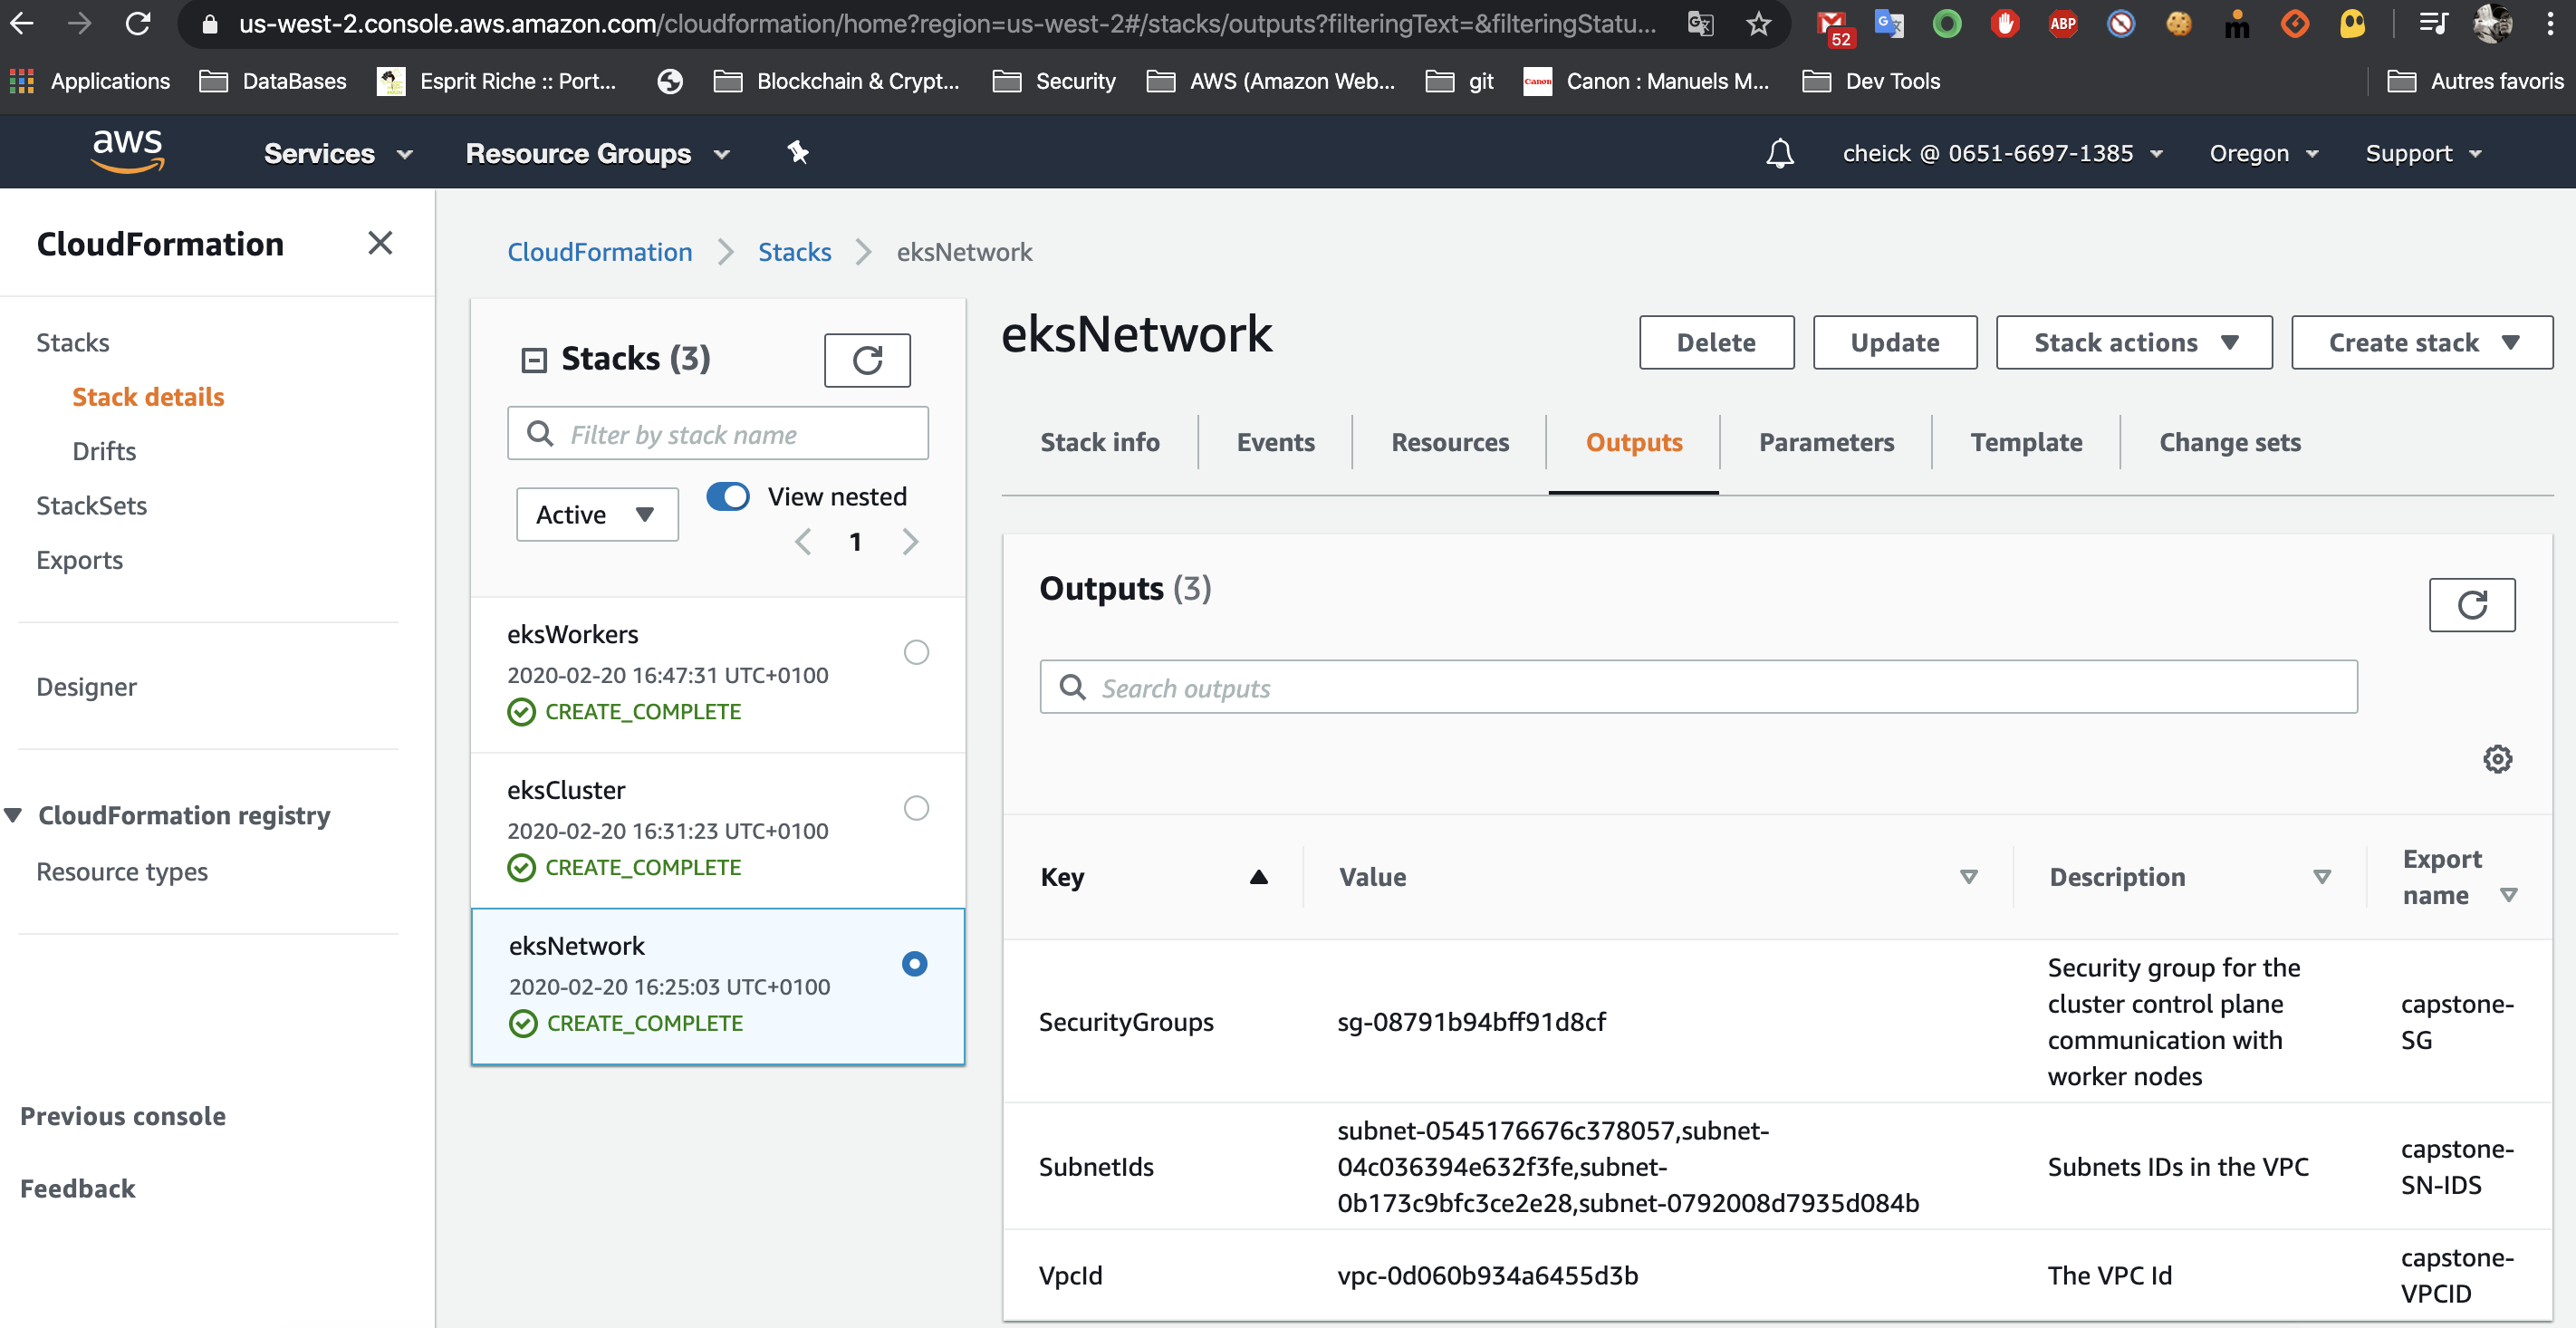 us-west-2.console.aws.amazon.com/cloudformation/home?region=us-west-2#/stacks/outputs?filteringText=&filteringStatu...
52
ABP
Applications
DataBases
Esprit Riche :: Port...
Blockchain & Crypt...
Security
AWS (Amazon Web...
git
Canon
Canon : Manuels M...
Dev Tools
Autres favoris
aws
Services
Resource Groups
cheick @ 0651-6697-1385
Oregon
Support
CloudFormation
Stacks
Stack details
Drifts
StackSets
Exports
Designer
CloudFormation registry
Resource types
Previous console
Feedback
CloudFormation
Stacks
eksNetwork
Stacks (3)
Filter by stack name
Active
View nested
1
eksWorkers
2020-02-20 16:47:31 UTC+0100
CREATE_COMPLETE
eksCluster
2020-02-20 16:31:23 UTC+0100
CREATE_COMPLETE
eksNetwork
2020-02-20 16:25:03 UTC+0100
CREATE_COMPLETE
eksNetwork
Delete
Update
Stack actions
Create stack
Stack info
Events
Resources
Outputs
Parameters
Template
Change sets
Outputs (3)
Search outputs
Key
Value
Description
Export
name
SecurityGroups
sg-08791b94bff91d8cf
Security group for the
cluster control plane
communication with
worker nodes
capstone-
SG
SubnetIds
subnet-0545176676c378057,subnet-
04c036394e632f3fe,subnet-
0b173c9bfc3ce2e28,subnet-0792008d7935d084b
Subnets IDs in the VPC
capstone-
SN-IDS
VpcId
vpc-0d060b934a6455d3b
The VPC Id
capstone-
VPCID